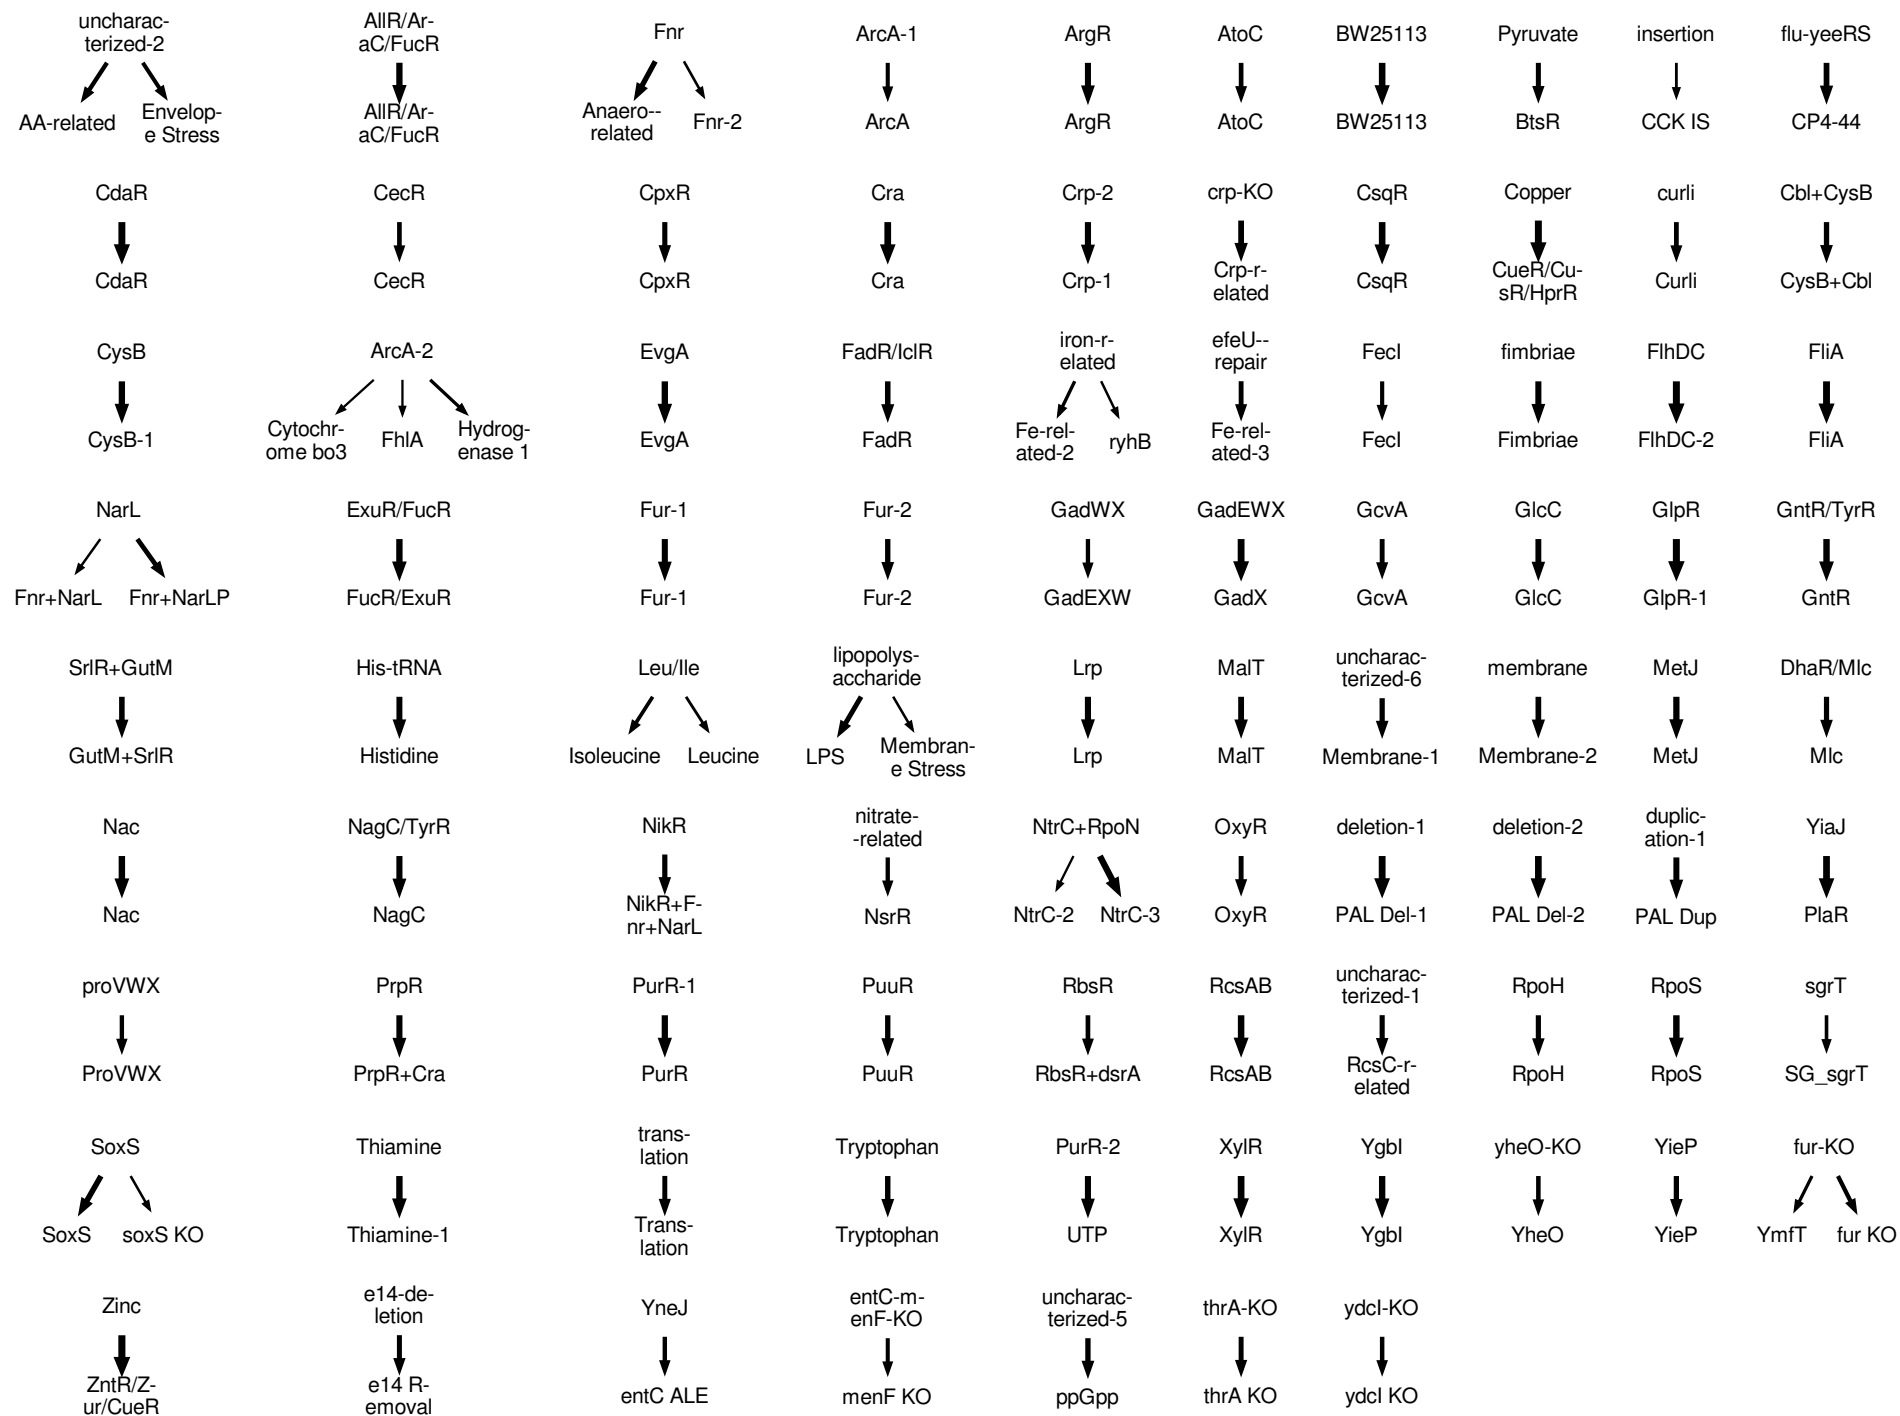 uncharac-
terized-2
AllR/Ar-
aC/FucR
Fnr
ArcA-1
ArgR
AtoC
BW25113
Pyruvate
insertion
flu-yeeRS
AA-related
Envelop-
e Stress
AllR/Ar-
aC/FucR
Anaero--
related
Fnr-2
ArcA
ArgR
AtoC
BW25113
BtsR
CCK IS
CP4-44
CdaR
CecR
CpxR
Cra
Crp-2
crp-KO
CsqR
Copper
curli
Cbl+CysB
CdaR
CecR
CpxR
Cra
Crp-1
Crp-r-
elated
CsqR
CueR/Cu-
sR/HprR
Curli
CysB+Cbl
CysB
ArcA-2
EvgA
FadR/IclR
iron-r-
elated
efeU--
repair
FecI
fimbriae
FlhDC
FliA
CysB-1
Cytochr-
ome bo3
FhlA
Hydrog-
enase 1
EvgA
FadR
Fe-rel-
ated-2
ryhB
Fe-rel-
ated-3
FecI
Fimbriae
FlhDC-2
FliA
NarL
ExuR/FucR
Fur-1
Fur-2
GadWX
GadEWX
GcvA
GlcC
GlpR
GntR/TyrR
Fnr+NarL
Fnr+NarLP
FucR/ExuR
Fur-1
Fur-2
GadEXW
GadX
GcvA
GlcC
GlpR-1
GntR
SrlR+GutM
His-tRNA
Leu/Ile
lipopolys-
accharide
Lrp
MalT
uncharac-
terized-6
membrane
MetJ
DhaR/Mlc
GutM+SrlR
Histidine
Isoleucine
Leucine
LPS
Membran-
e Stress
Lrp
MalT
Membrane-1
Membrane-2
MetJ
Mlc
Nac
NagC/TyrR
NikR
nitrate-
-related
NtrC+RpoN
OxyR
deletion-1
deletion-2
duplic-
ation-1
YiaJ
Nac
NagC
NikR+F-
nr+NarL
NsrR
NtrC-2
NtrC-3
OxyR
PAL Del-1
PAL Del-2
PAL Dup
PlaR
proVWX
PrpR
PurR-1
PuuR
RbsR
RcsAB
uncharac-
terized-1
RpoH
RpoS
sgrT
ProVWX
PrpR+Cra
PurR
PuuR
RbsR+dsrA
RcsAB
RcsC-r-
elated
RpoH
RpoS
SG_sgrT
SoxS
Thiamine
trans-
lation
Tryptophan
PurR-2
XylR
YgbI
yheO-KO
YieP
fur-KO
SoxS
soxS KO
Thiamine-1
Trans-
lation
Tryptophan
UTP
XylR
YgbI
YheO
YieP
YmfT
fur KO
Zinc
e14-de-
letion
YneJ
entC-m-
enF-KO
uncharac-
terized-5
thrA-KO
ydcI-KO
ZntR/Z-
ur/CueR
e14 R-
emoval
entC ALE
menF KO
ppGpp
thrA KO
ydcI KO